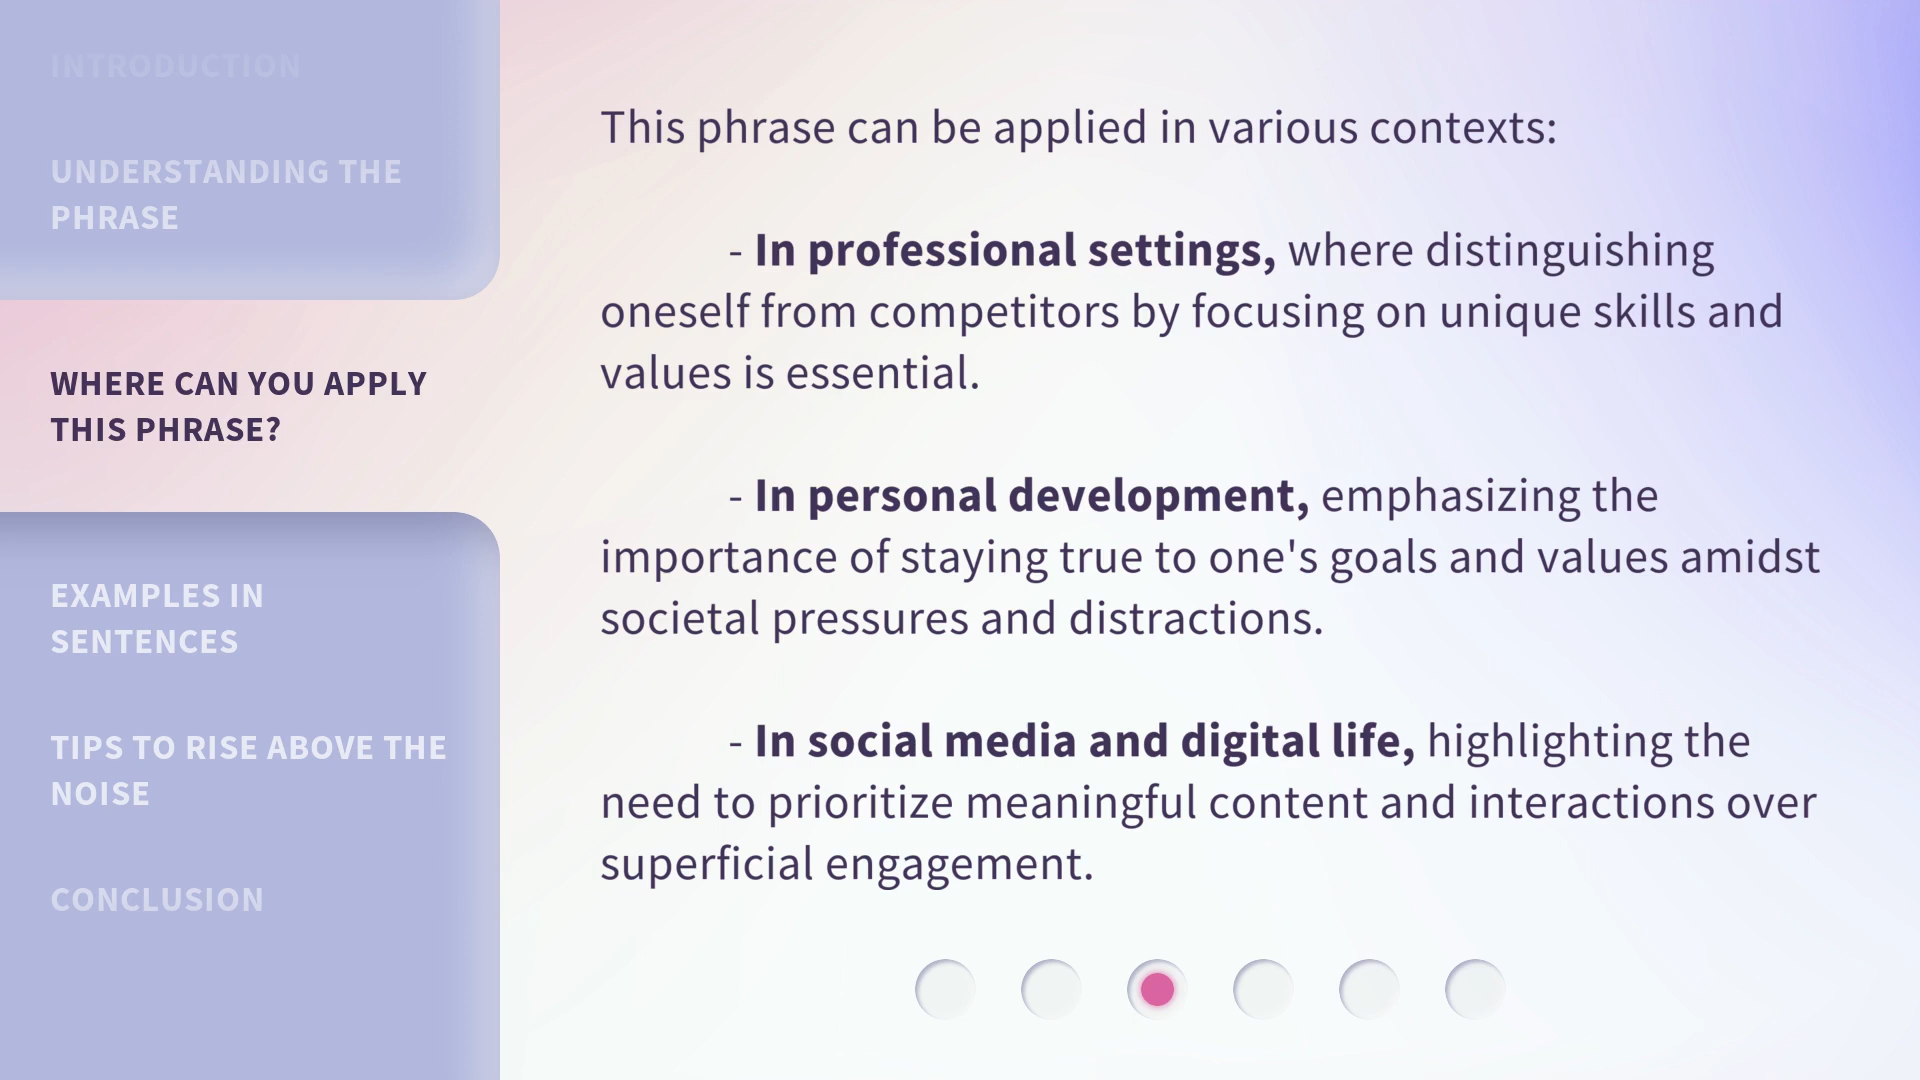 INTRODUCTION
UNDERSTANDING THE
PHRASE
WHERE CAN YOU APPLY
THIS PHRASE?
EXAMPLES IN
SENTENCES
TIPS TO RISE ABOVE THE
NOISE
CONCLUSION
This phrase can be applied in various contexts:
- In professional settings, where distinguishing
oneself from competitors by focusing on unique skills and
values is essential.
- In personal development, emphasizing the
importance of staying true to one's goals and values amidst
societal pressures and distractions.
- In social media and digital life, highlighting the
need to prioritize meaningful content and interactions over
superficial engagement.